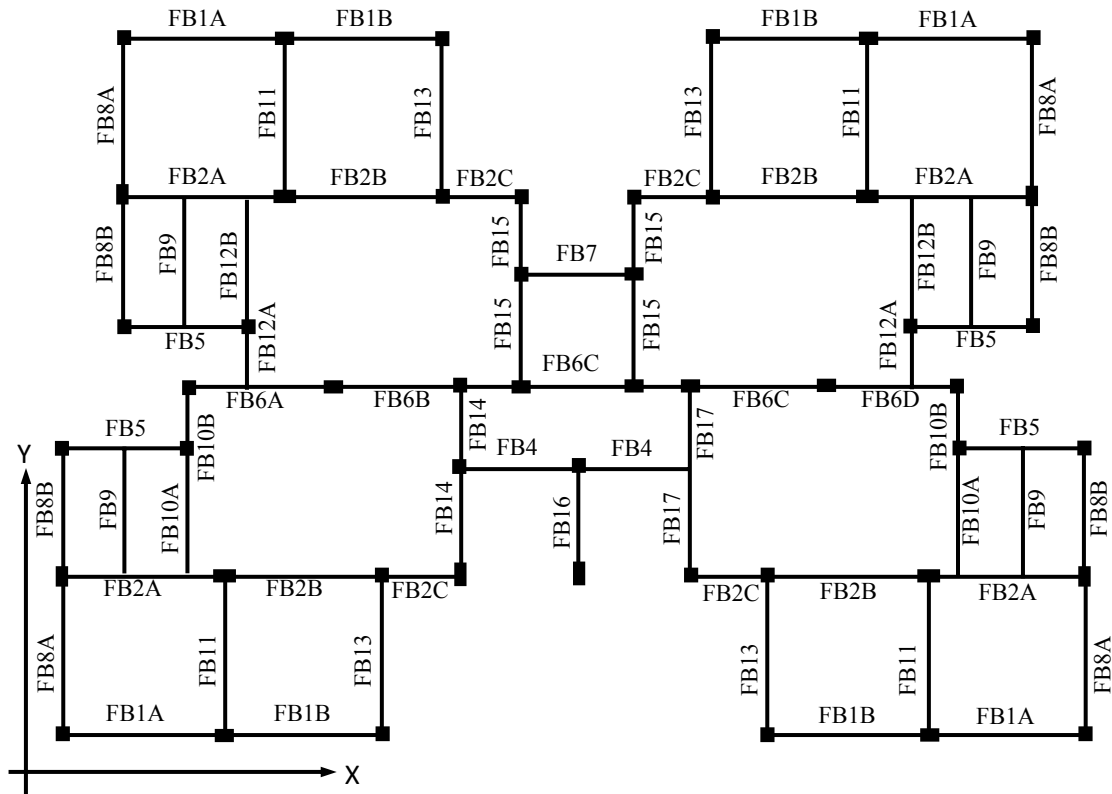 FB1A FB1B FB1B FB1A
FB8A FB11 FB13 FB13 FB11 FB8A
FB2A FB2B FB2C FB2C FB2B FB2A
FB8B FB9 FB12B FB15 FB7 FB15 FB12B FB9 FB8B
FB5 FB12A FB15 FB15 FB12A FB5
FB6C
FB6A FB6B FB6C FB6D
FB5 FB10B FB14 FB4 FB4 FB17 FB10B FB5
Y
FB8B FB9 FB10A FB14 FB16 FB17 FB10A FB9 FB8B
FB2A FB2B FB2C FB2C FB2B FB2A
FB8A FB11 FB13 FB13 FB11 FB8A
FB1A FB1B FB1B FB1A
X